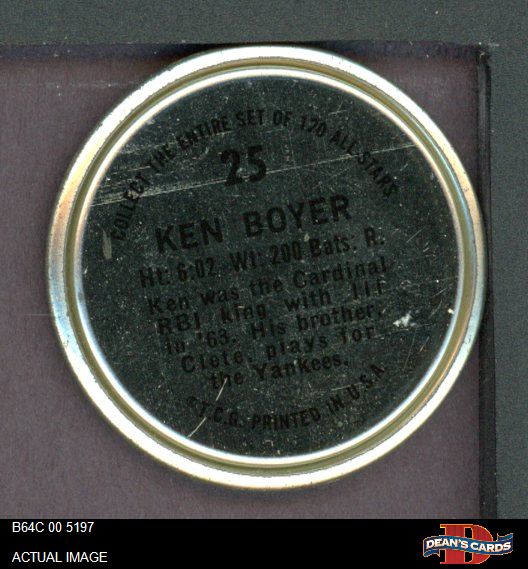 COLLECT THE ENTIRE SET OF 120 ALL-STARS
25
KEN BOYER
Ht: 6:02 Wt: 200 Bats: R.
Ken was the Cardinal
RBI king with 111
in '63. His brother,
Clete, plays for
the Yankees.
©T.C.G. PRINTED IN U.S.A.
B64C 00 5197
ACTUAL IMAGE
D
DEAN'S CARDS